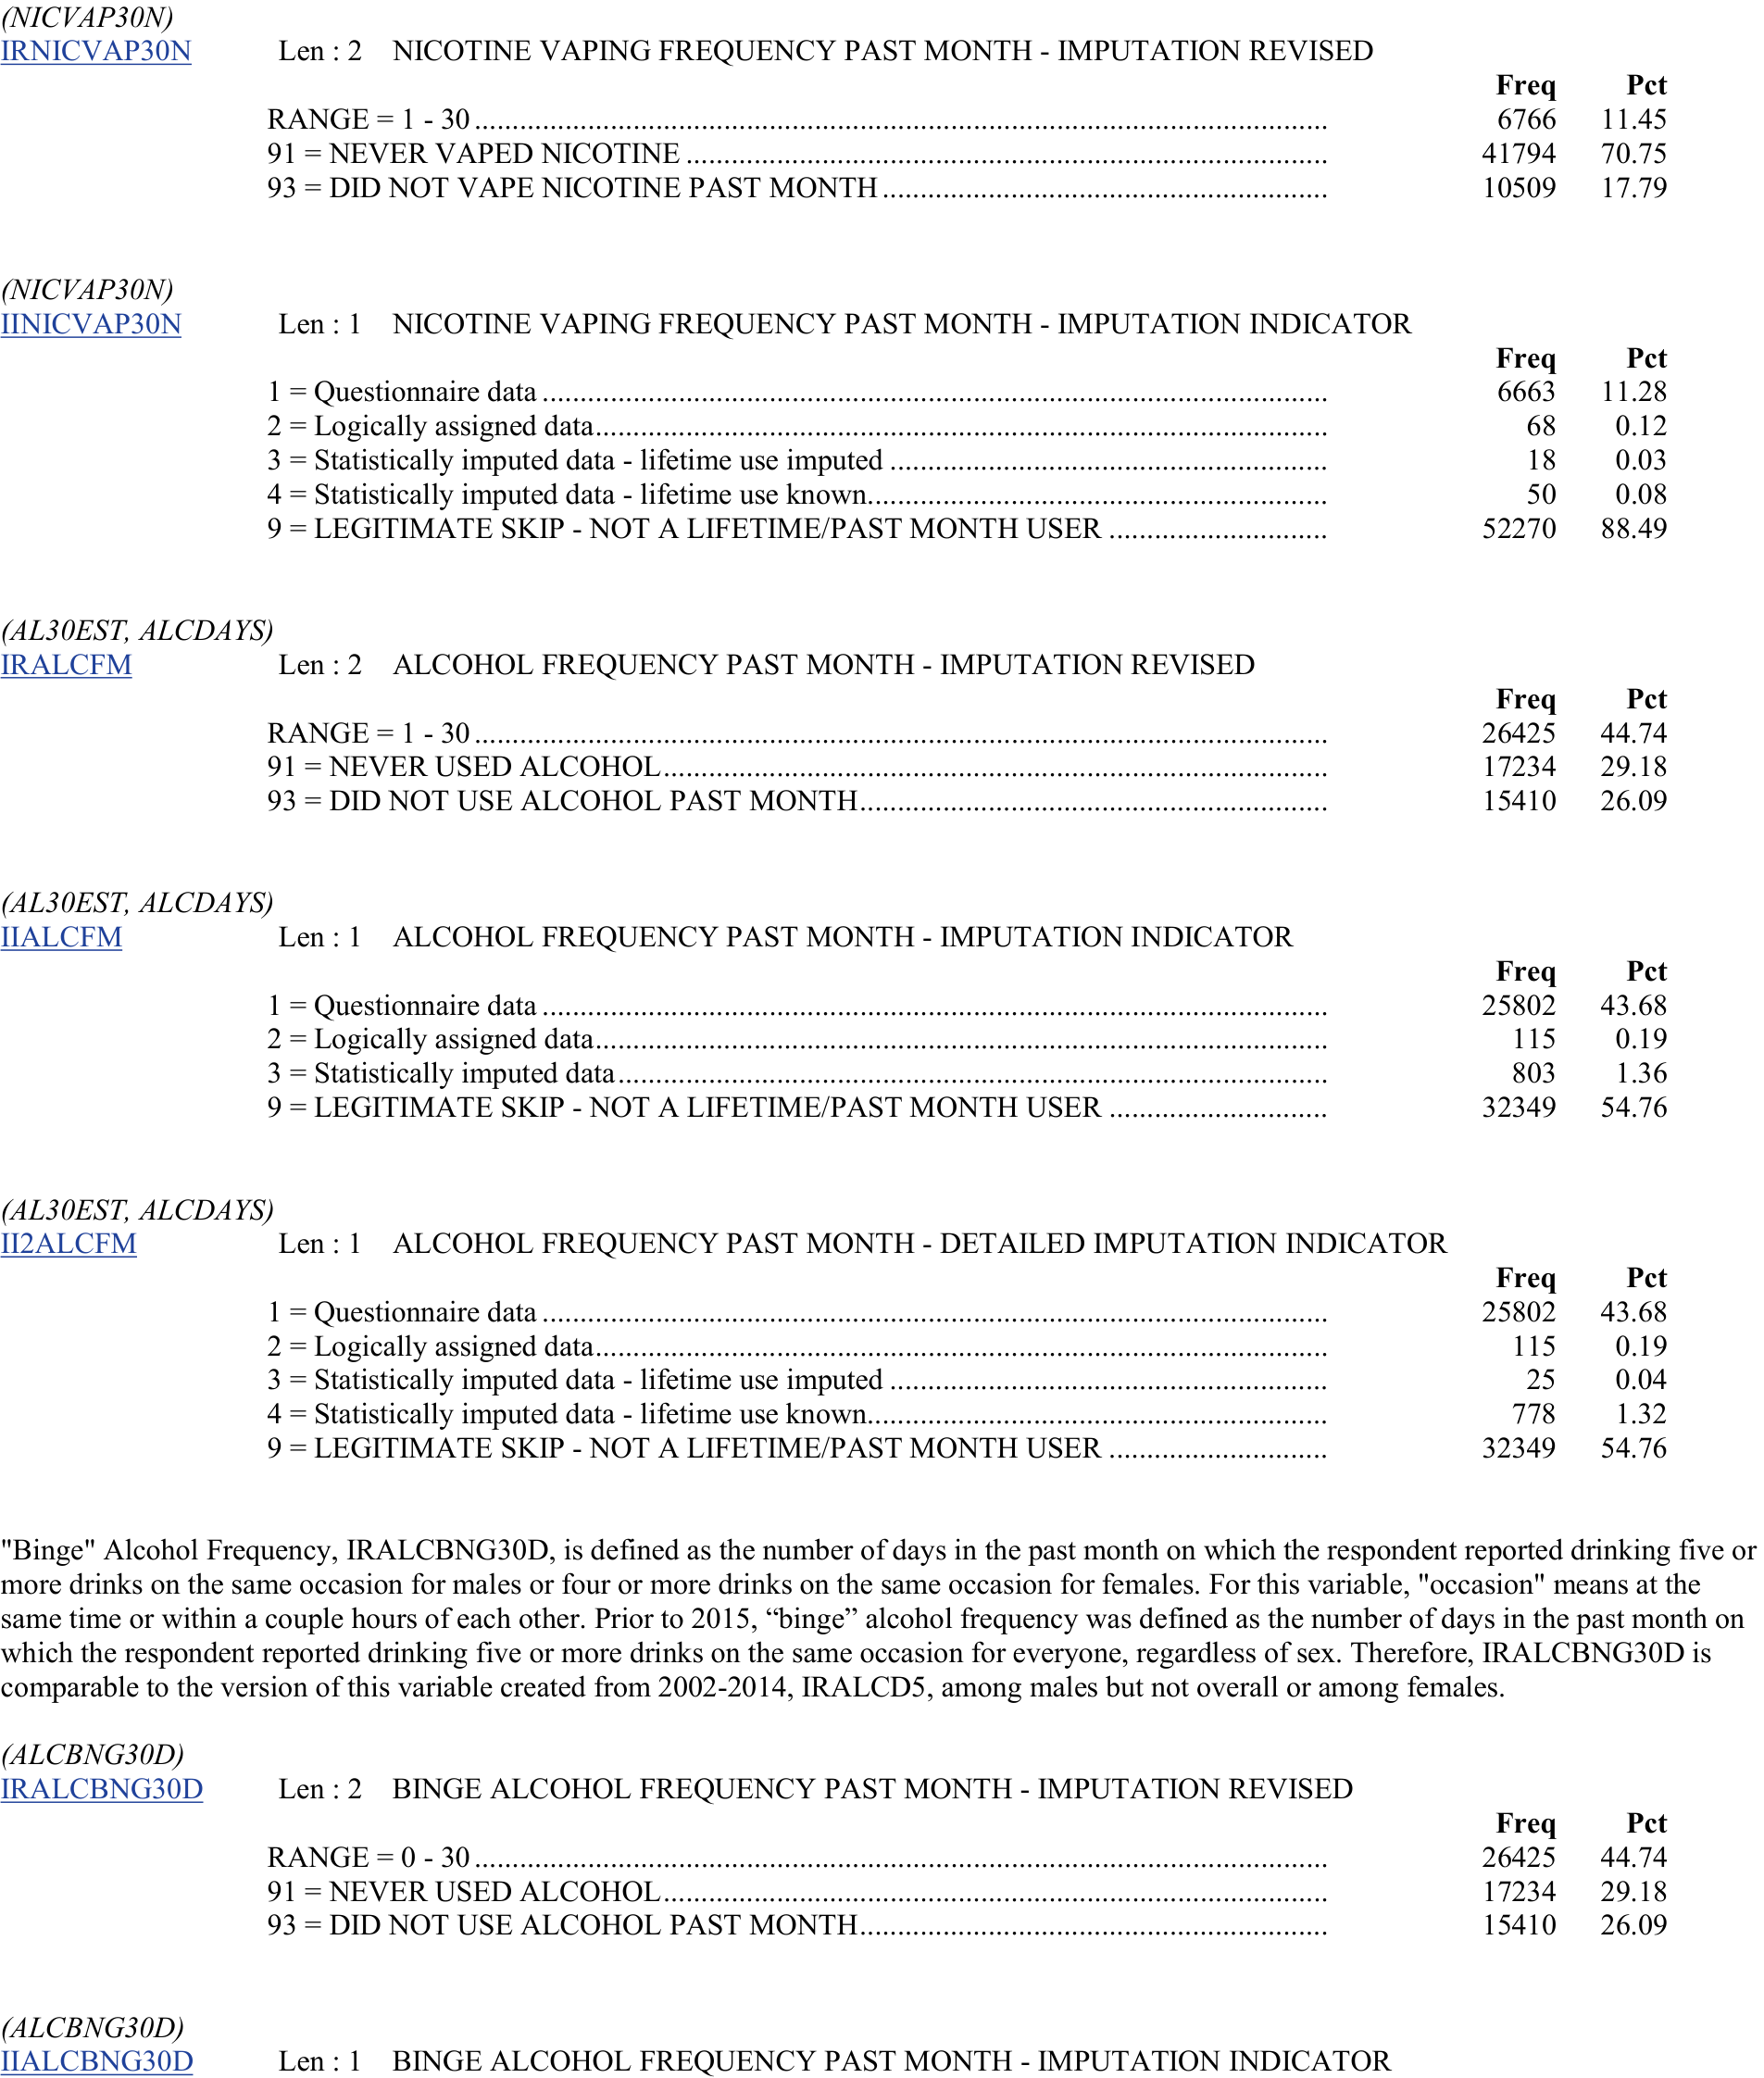 (NICVAP30N)
IRNICVAP30N Len : 2 NICOTINE VAPING FREQUENCY PAST MONTH - IMPUTATION REVISED
Freq Pct
RANGE = 1 - 30 ........ 6766 11.45
91 = NEVER VAPED NICOTINE ........ 41794 70.75
93 = DID NOT VAPE NICOTINE PAST MONTH ........ 10509 17.79
(NICVAP30N)
IINICVAP30N Len : 1 NICOTINE VAPING FREQUENCY PAST MONTH - IMPUTATION INDICATOR
Freq Pct
1 = Questionnaire data ........ 6663 11.28
2 = Logically assigned data........ 68 0.12
3 = Statistically imputed data - lifetime use imputed ........ 18 0.03
4 = Statistically imputed data - lifetime use known........ 50 0.08
9 = LEGITIMATE SKIP - NOT A LIFETIME/PAST MONTH USER ........ 52270 88.49
(AL30EST, ALCDAYS)
IRALCFM Len : 2 ALCOHOL FREQUENCY PAST MONTH - IMPUTATION REVISED
Freq Pct
RANGE = 1 - 30 ........ 26425 44.74
91 = NEVER USED ALCOHOL........ 17234 29.18
93 = DID NOT USE ALCOHOL PAST MONTH........ 15410 26.09
(AL30EST, ALCDAYS)
IIALCFM Len : 1 ALCOHOL FREQUENCY PAST MONTH - IMPUTATION INDICATOR
Freq Pct
1 = Questionnaire data ........ 25802 43.68
2 = Logically assigned data........ 115 0.19
3 = Statistically imputed data........ 803 1.36
9 = LEGITIMATE SKIP - NOT A LIFETIME/PAST MONTH USER ........ 32349 54.76
(AL30EST, ALCDAYS)
II2ALCFM Len : 1 ALCOHOL FREQUENCY PAST MONTH - DETAILED IMPUTATION INDICATOR
Freq Pct
1 = Questionnaire data ........ 25802 43.68
2 = Logically assigned data........ 115 0.19
3 = Statistically imputed data - lifetime use imputed ........ 25 0.04
4 = Statistically imputed data - lifetime use known........ 778 1.32
9 = LEGITIMATE SKIP - NOT A LIFETIME/PAST MONTH USER ........ 32349 54.76
"Binge" Alcohol Frequency, IRALCBNG30D, is defined as the number of days in the past month on which the respondent reported drinking five or
more drinks on the same occasion for males or four or more drinks on the same occasion for females. For this variable, "occasion" means at the
same time or within a couple hours of each other. Prior to 2015, “binge” alcohol frequency was defined as the number of days in the past month on
which the respondent reported drinking five or more drinks on the same occasion for everyone, regardless of sex. Therefore, IRALCBNG30D is
comparable to the version of this variable created from 2002-2014, IRALCD5, among males but not overall or among females.
(ALCBNG30D)
IRALCBNG30D Len : 2 BINGE ALCOHOL FREQUENCY PAST MONTH - IMPUTATION REVISED
Freq Pct
RANGE = 0 - 30 ........ 26425 44.74
91 = NEVER USED ALCOHOL........ 17234 29.18
93 = DID NOT USE ALCOHOL PAST MONTH........ 15410 26.09
(ALCBNG30D)
IIALCBNG30D Len : 1 BINGE ALCOHOL FREQUENCY PAST MONTH - IMPUTATION INDICATOR